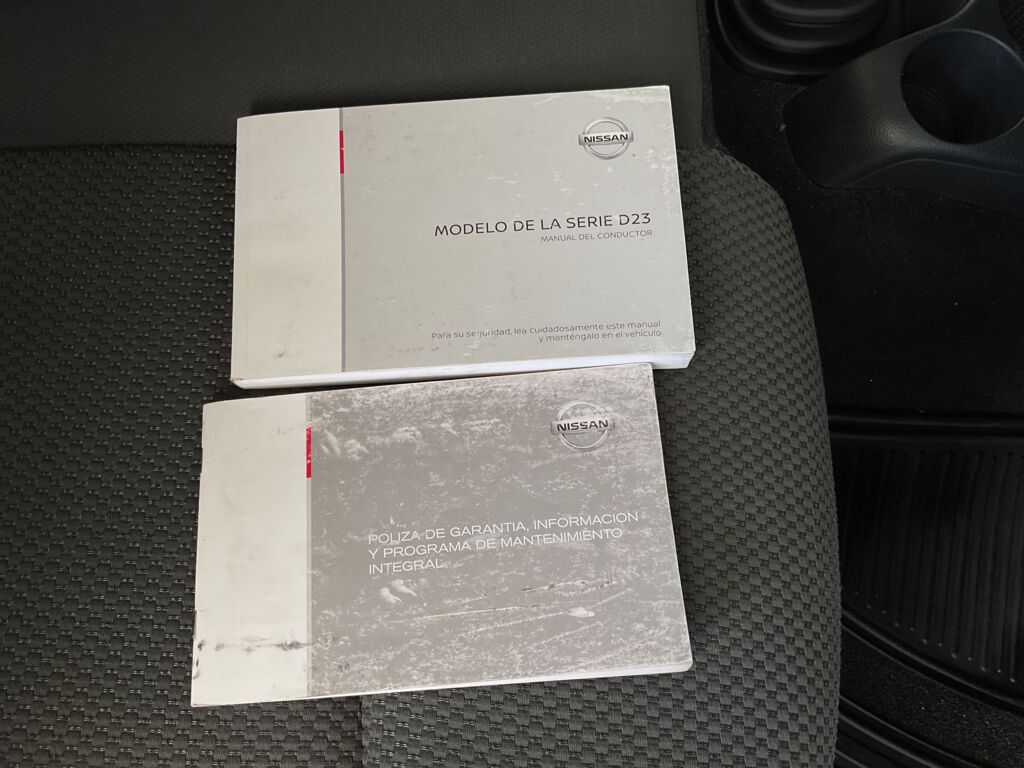 NISSAN
MODELO DE LA SERIE D23
MANUAL DEL CONDUCTOR
Para su seguridad, lea cuidadosamente este manual
y manténgalo en el vehículo
NISSAN
POLIZA DE GARANTIA, INFORMACION
Y PROGRAMA DE MANTENIMIENTO
INTEGRAL